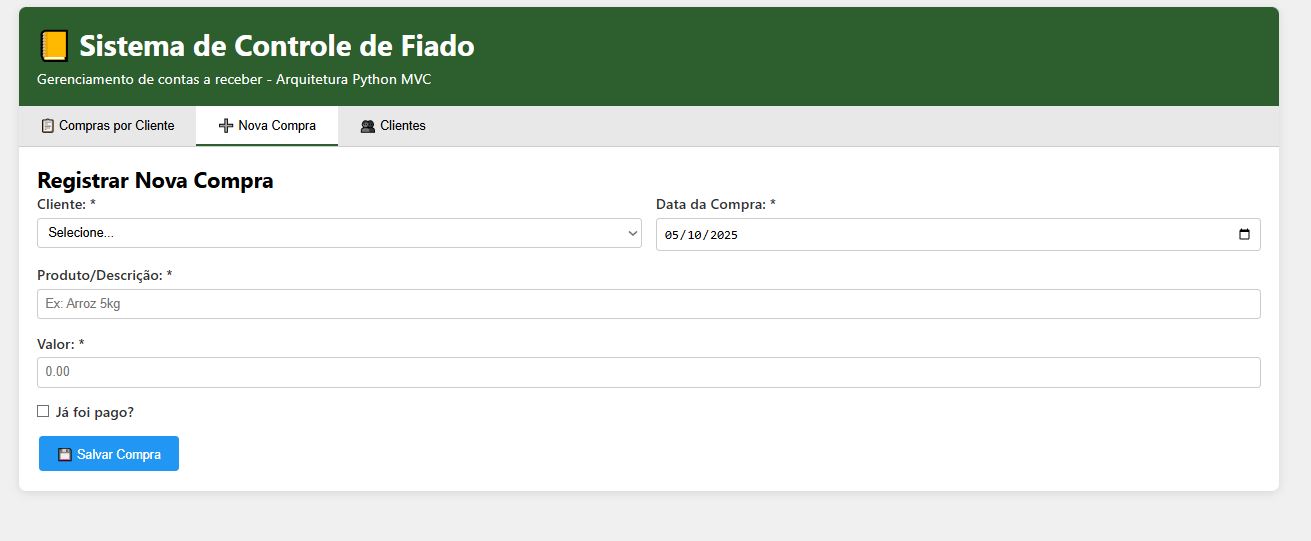 Sistema de Controle de Fiado
Gerenciamento de contas a receber - Arquitetura Python MVC
Compras por Cliente
Nova Compra
Clientes
Registrar Nova Compra
Cliente: *
Data da Compra: *
Selecione...
05/10/2025
Produto/Descrição: *
Ex: Arroz 5kg
Valor: *
0.00
Já foi pago?
Salvar Compra